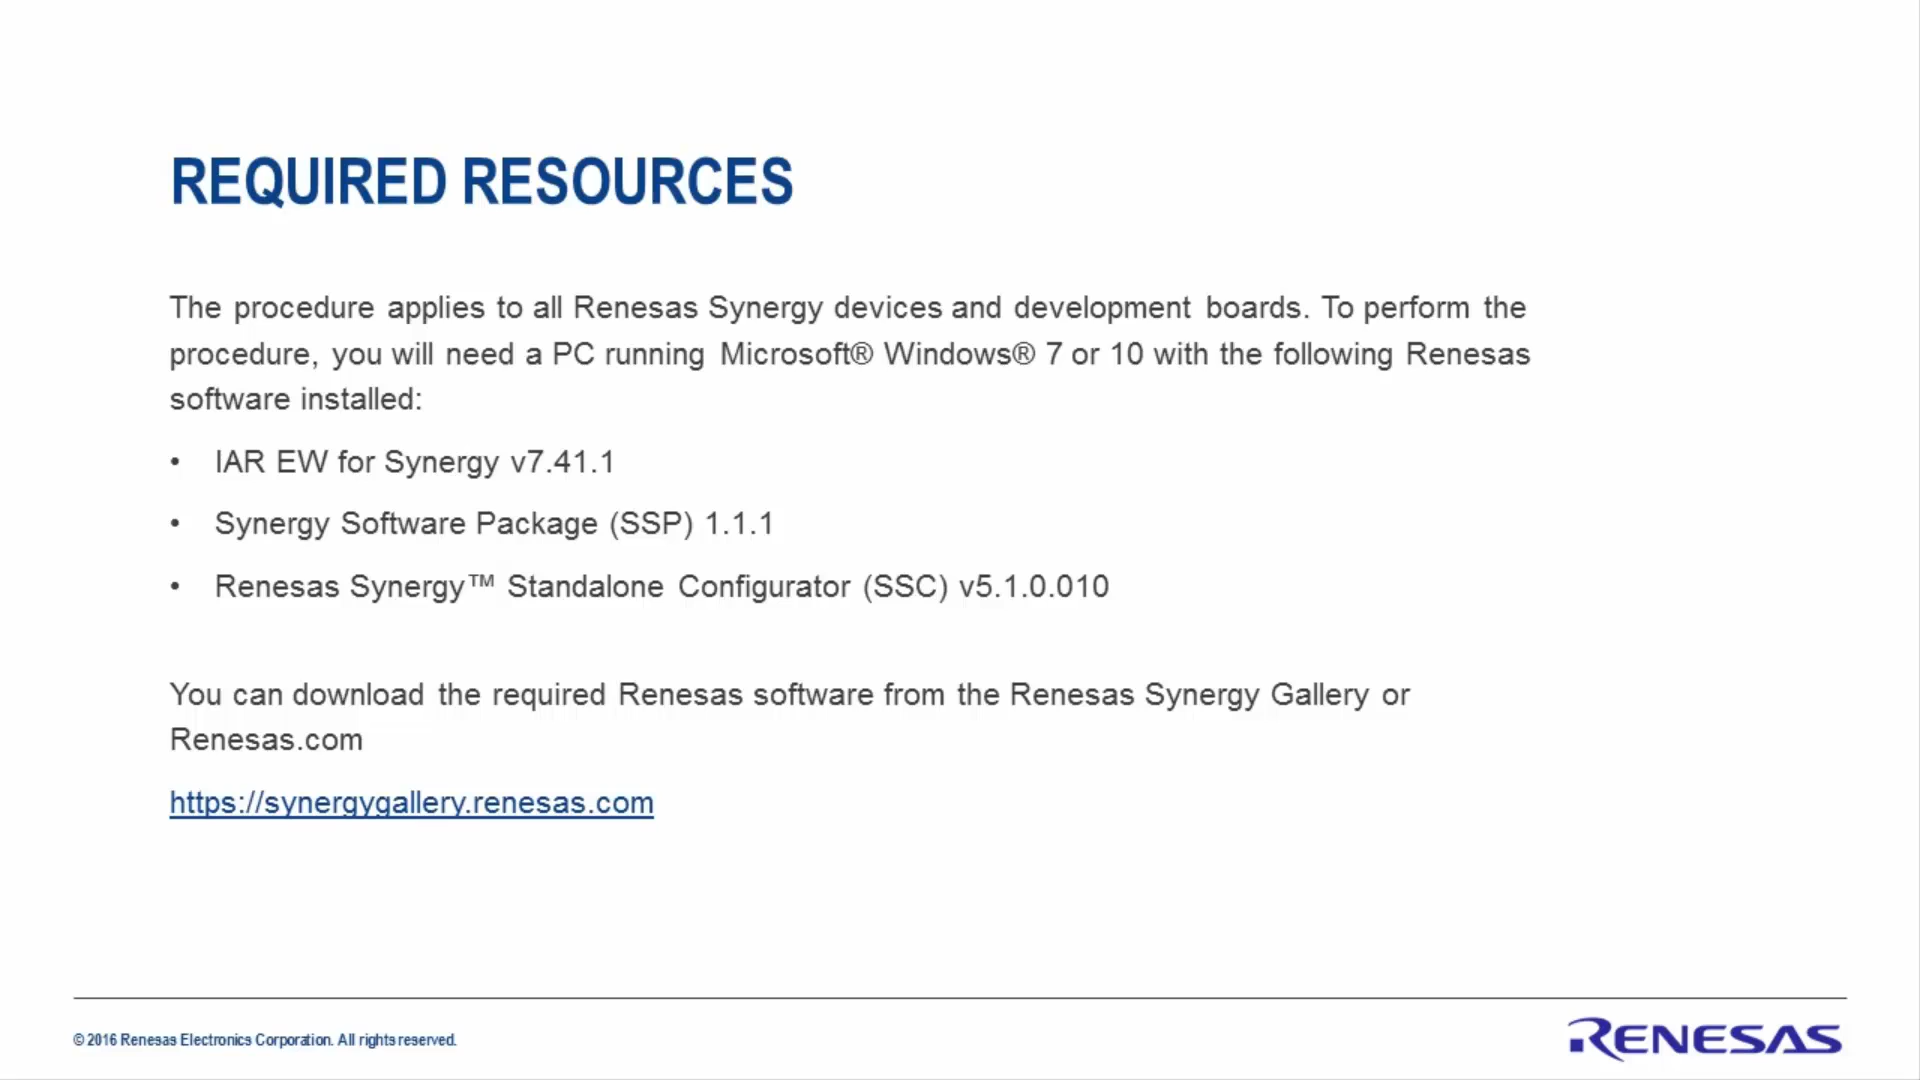 REQUIRED RESOURCES
The procedure applies to all Renesas Synergy devices and development boards. To perform the
procedure, you will need a PC running Microsoft® Windows® 7 or 10 with the following Renesas
software installed:
• IAR EW for Synergy v7.41.1
• Synergy Software Package (SSP) 1.1.1
• Renesas Synergy™ Standalone Configurator (SSC) v5.1.0.010
You can download the required Renesas software from the Renesas Synergy Gallery or
Renesas.com
https://synergygallery.renesas.com
© 2016 Renesas Electronics Corporation. All rights reserved.
RENESAS